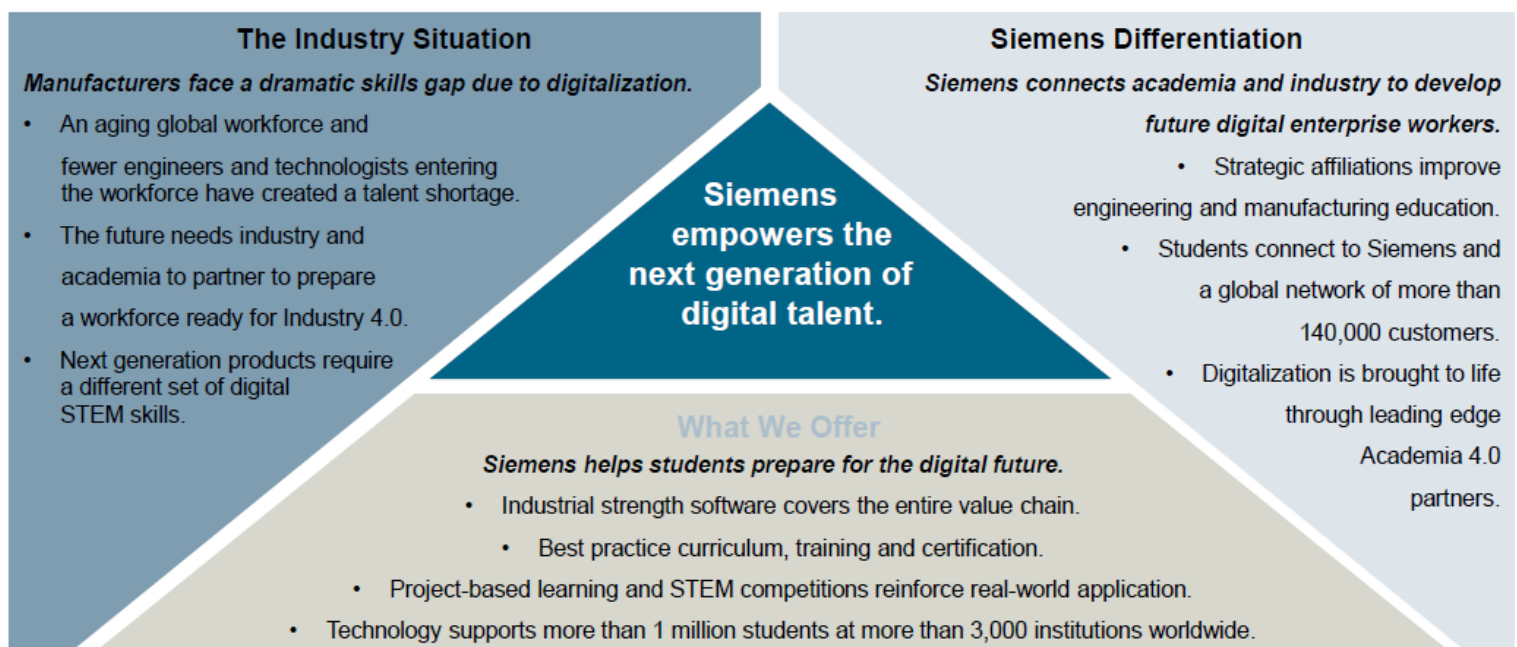 The Industry Situation
Manufacturers face a dramatic skills gap due to digitalization.
• An aging global workforce and
fewer engineers and technologists entering
the workforce have created a talent shortage.
• The future needs industry and
academia to partner to prepare
a workforce ready for Industry 4.0.
• Next generation products require
a different set of digital
STEM skills.
Siemens
empowers the
next generation of
digital talent.
Siemens Differentiation
Siemens connects academia and industry to develop
future digital enterprise workers.
• Strategic affiliations improve
engineering and manufacturing education.
• Students connect to Siemens and
a global network of more than
140,000 customers.
• Digitalization is brought to life
through leading edge
Academia 4.0
partners.
What We Offer
Siemens helps students prepare for the digital future.
• Industrial strength software covers the entire value chain.
• Best practice curriculum, training and certification.
• Project-based learning and STEM competitions reinforce real-world application.
• Technology supports more than 1 million students at more than 3,000 institutions worldwide.